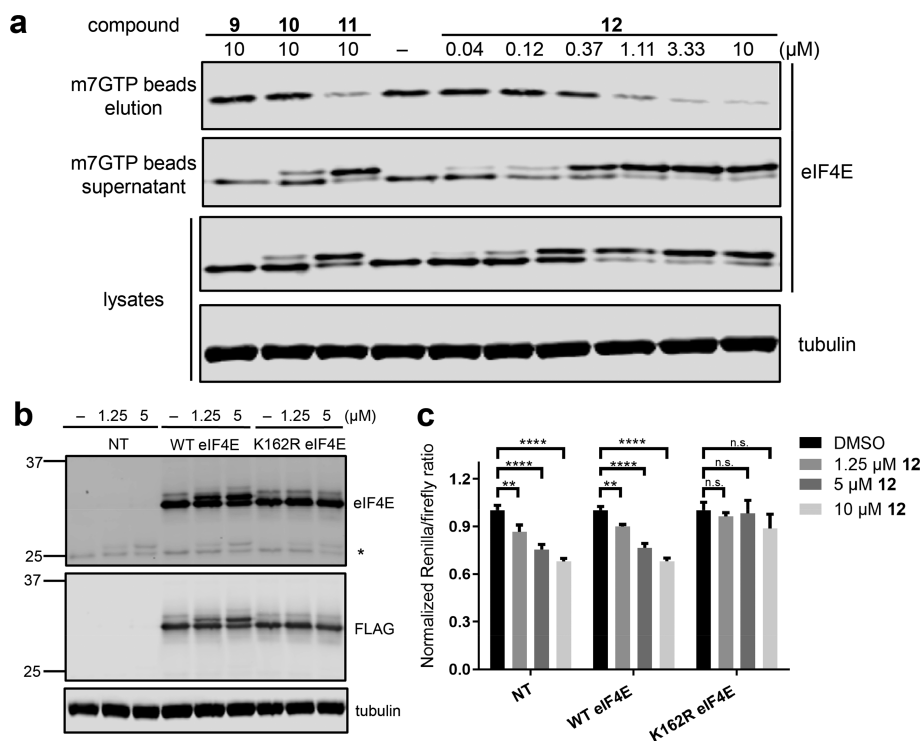 a
compound 9 10 11 12
10 10 10 – 0.04 0.12 0.37 1.11 3.33 10 (μM)
m7GTP beads
elution
m7GTP beads
supernatant
eIF4E
lysates
tubulin
b
– 1.25 5 – 1.25 5 – 1.25 5 (μM)
NT WT eIF4E K162R eIF4E
37
eIF4E
25
*
37
FLAG
25
tubulin
c
Normalized Renilla/firefly ratio
1.2
0.9
0.6
0.3
0.0
****
****
**
****
****
**
n.s.
n.s.
n.s.
NT
WT eIF4E
K162R eIF4E
DMSO
1.25 μM 12
5 μM 12
10 μM 12